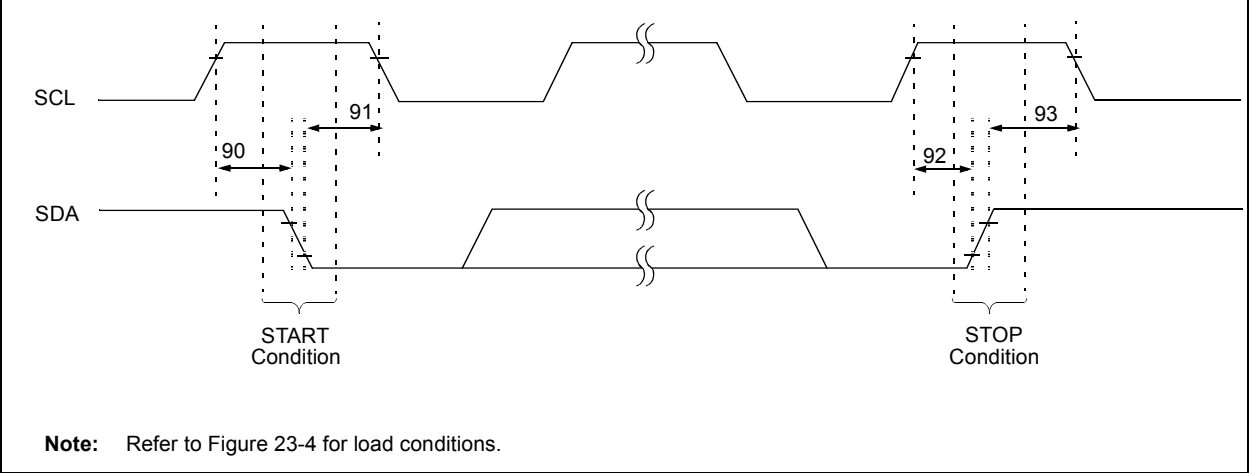 SCL
91
93
90
92
SDA
START
Condition
STOP
Condition
Note: Refer to Figure 23-4 for load conditions.